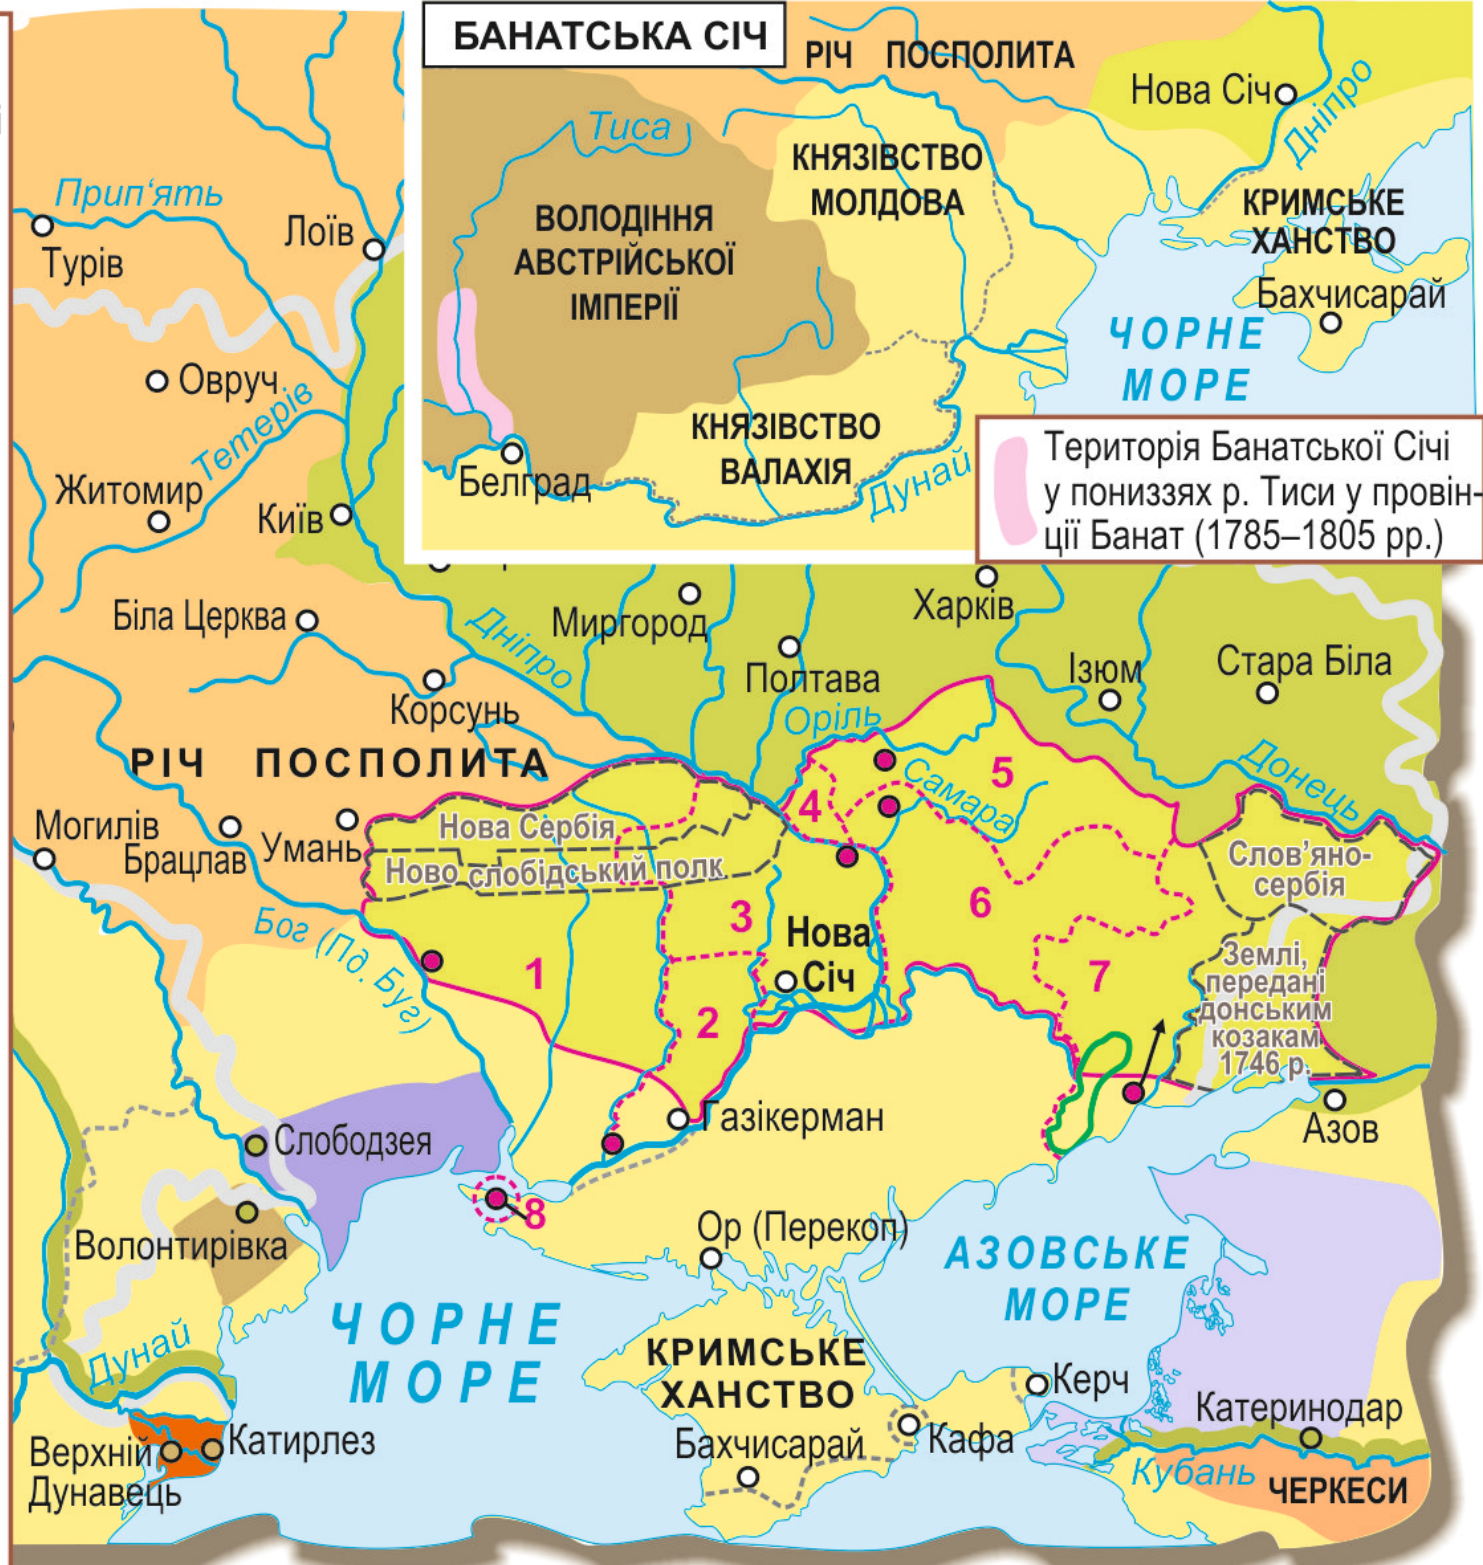 БАНАТСЬКА СІЧ
РІЧ ПОСПОЛИТА
Нова Січ
Дніпро
Тиса
КНЯЗІВСТВО
МОЛДОВА
ВОЛОДІННЯ
АВСТРІЙСЬКОЇ
ІМПЕРІЇ
КРИМСЬКЕ
ХАНСТВО
Бахчисарай
ЧОРНЕ
МОРЕ
КНЯЗІВСТВО
ВАЛАХІЯ
Дунай
Белград
Територія Банатської Січі
у пониззях р. Тиси у провін-
ції Банат (1785–1805 рр.)
Прип'ять
Турів
Лоїв
Овруч
Тетерів
Житомир
Київ
Біла Церква
Дніпро
Миргород
Харків
Полтава
Ізюм
Стара Біла
Корсунь
Оріль
РІЧ ПОСПОЛИТА
Самара
Донець
5
4
Могилів
Брацлав
Умань
Нова Сербія
Ново слобідський полк
Слов'яно-
сербія
Бог (Пд. Буг)
3
6
Нова
Січ
1
2
7
Землі,
передані
донським
козакам
1746 р.
Газікерман
Азов
Слободзея
8
Волонтирівка
Ор (Перекоп)
АЗОВСЬКЕ
МОРЕ
ЧОРНЕ
МОРЕ
Дунай
КРИМСЬКЕ
ХАНСТВО
Керч
Катеринодар
Бахчисарай
Кафа
Верхній
Дунавець
Катирлез
Кубань
ЧЕРКЕСИ